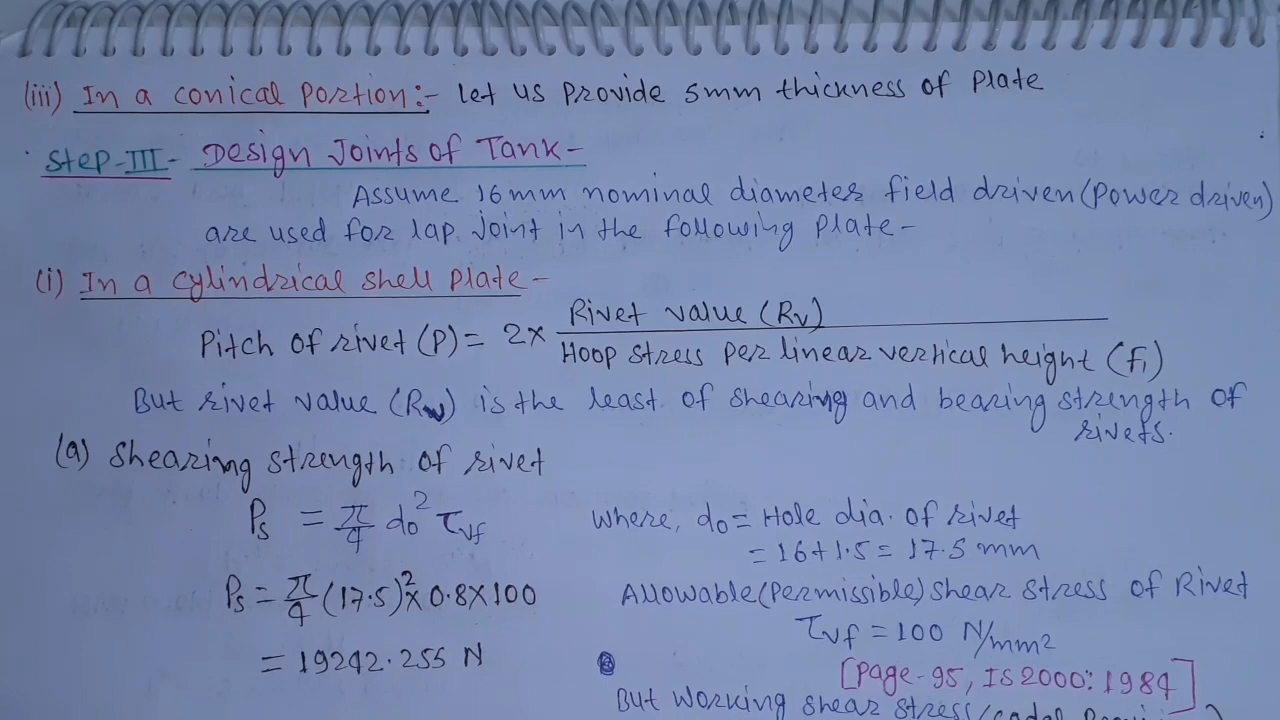 (iii) In a conical portion:- Let us provide 5mm thickness of plate
Step-III- Design Joints of Tank-
Assume 16mm nominal diameter field driven (Power driven)
are used for lap joint in the following plate-
(i) In a cylindrical shell plate-
Pitch of rivet (P) = 2× Rivet value (Rv) / Hoop stress per linear vertical height (F1)
But rivet value (Rv) is the least of shearing and bearing strength of
rivets.
(a) Shearing strength of rivet
Ps = π/4 do² τvf where, do = Hole dia. of rivet
= 16+1.5 = 17.5 mm
Ps = π/4 (17.5)² × 0.8×100 Allowable (Permissible) shear stress of Rivet
τvf = 100 N/mm2
= 19242.255 N
[Page-95, IS2000:1984]
But working shear stress